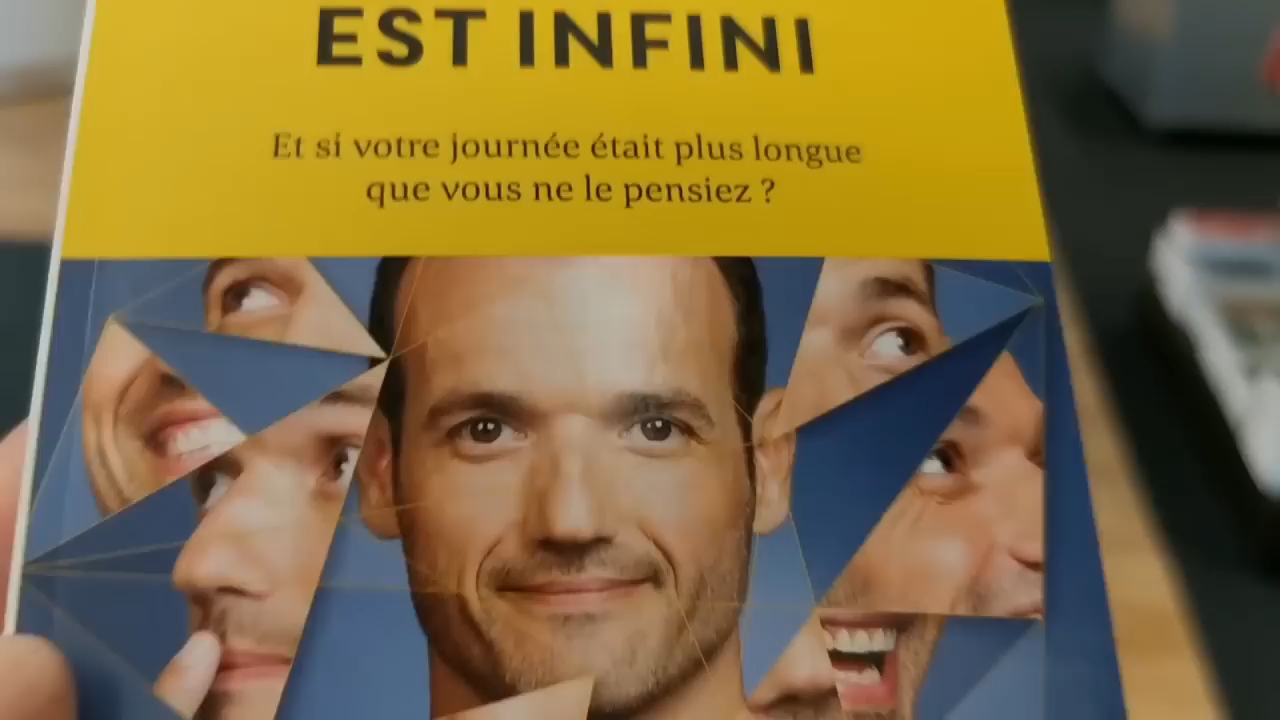 EST INFINI
Et si votre journée était plus longue
que vous ne le pensiez ?